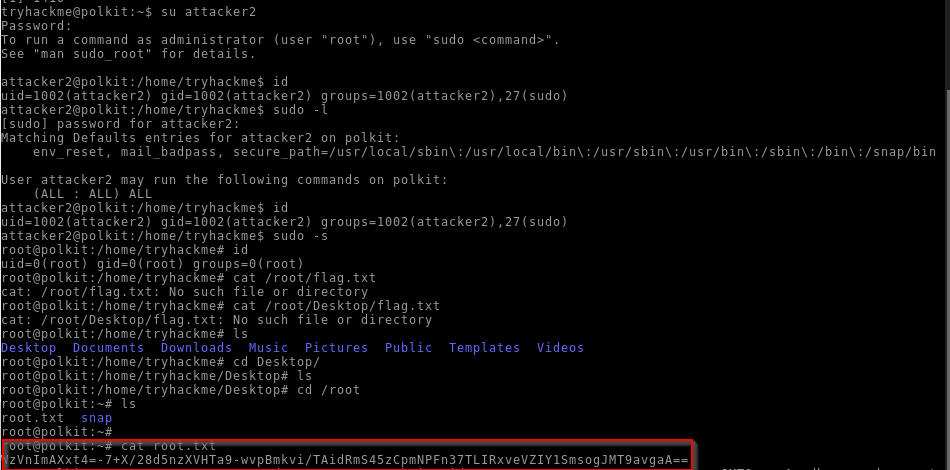 tryhackme@polkit:~$ su attacker2
Password:
To run a command as administrator (user "root"), use "sudo <command>".
See "man sudo_root" for details.

attacker2@polkit:/home/tryhackme$ id
uid=1002(attacker2) gid=1002(attacker2) groups=1002(attacker2),27(sudo)
attacker2@polkit:/home/tryhackme$ sudo -l
[sudo] password for attacker2:
Matching Defaults entries for attacker2 on polkit:
    env_reset, mail_badpass, secure_path=/usr/local/sbin\:/usr/local/bin\:/usr/sbin\:/usr/bin\:/sbin\:/bin\:/snap/bin

User attacker2 may run the following commands on polkit:
    (ALL : ALL) ALL
attacker2@polkit:/home/tryhackme$ id
uid=1002(attacker2) gid=1002(attacker2) groups=1002(attacker2),27(sudo)
attacker2@polkit:/home/tryhackme$ sudo -s
root@polkit:/home/tryhackme# id
uid=0(root) gid=0(root) groups=0(root)
root@polkit:/home/tryhackme# cat /root/flag.txt
cat: /root/flag.txt: No such file or directory
root@polkit:/home/tryhackme# cat /root/Desktop/flag.txt
cat: /root/Desktop/flag.txt: No such file or directory
root@polkit:/home/tryhackme# ls
Desktop  Documents  Downloads  Music  Pictures  Public  Templates  Videos
root@polkit:/home/tryhackme# cd Desktop/
root@polkit:/home/tryhackme/Desktop# ls
root@polkit:/home/tryhackme/Desktop# cd /root
root@polkit:~# ls
root.txt  snap
root@polkit:~#
root@polkit:~# cat root.txt
VzVnImAXxt4=-7+X/28d5nzXVHTa9-wvpBmkvi/TAidRmS45zCpmNPFn37TLIRxveVZIY1SmsogJMT9avgaA==